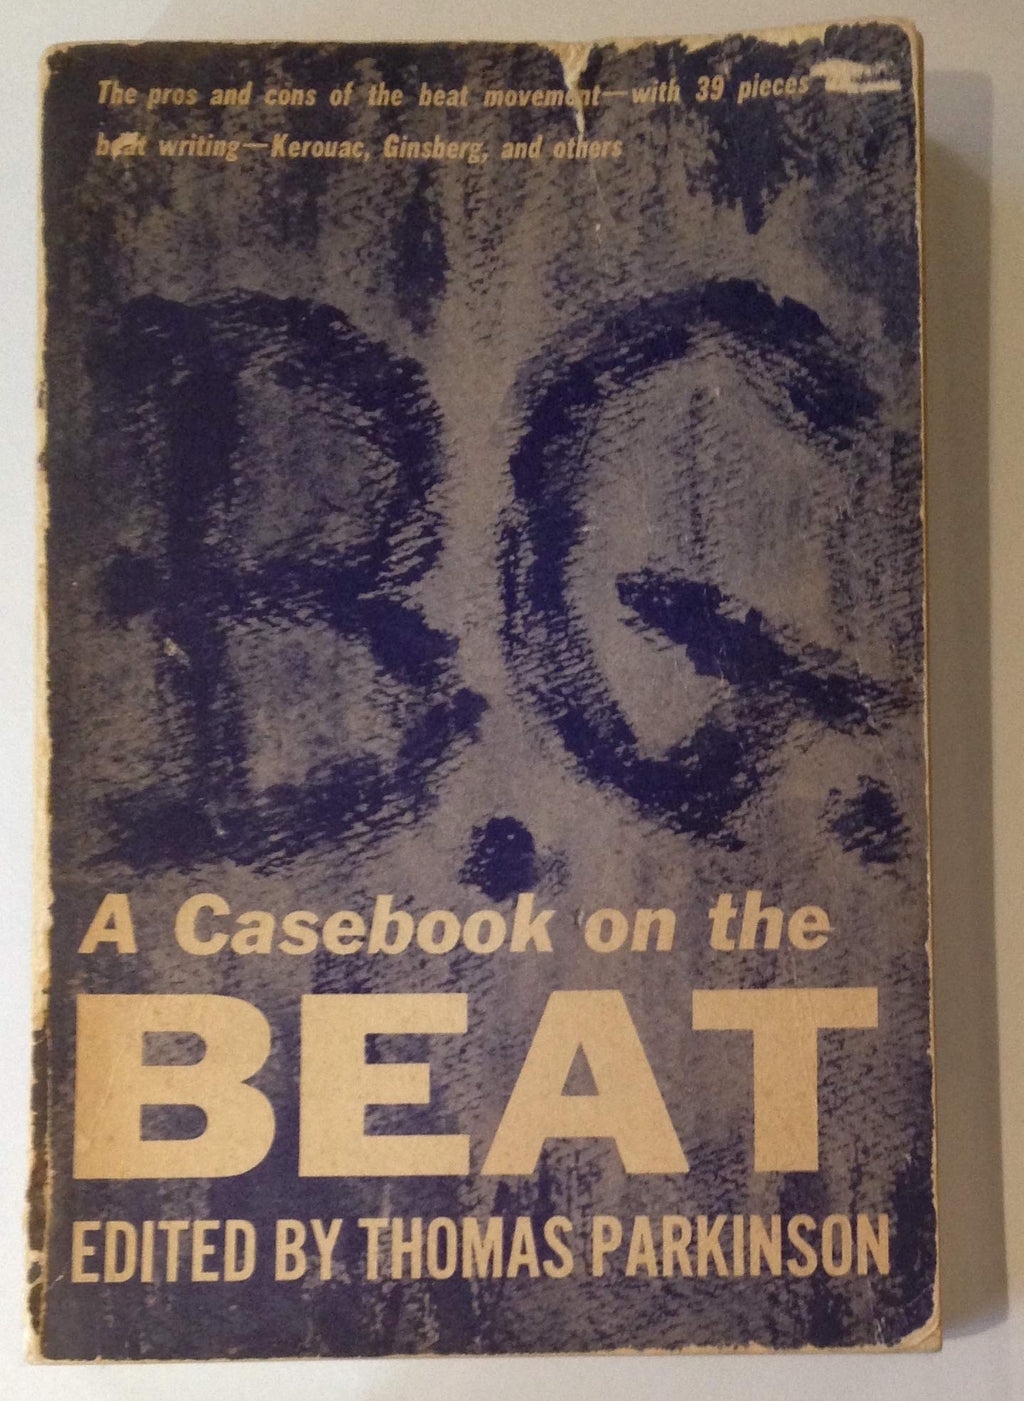 The pros and cons of the beat movement—with 39 pieces
beat writing—Kerouac, Ginsberg, and others
B.G.
A Casebook on the
BEAT
EDITED BY THOMAS PARKINSON